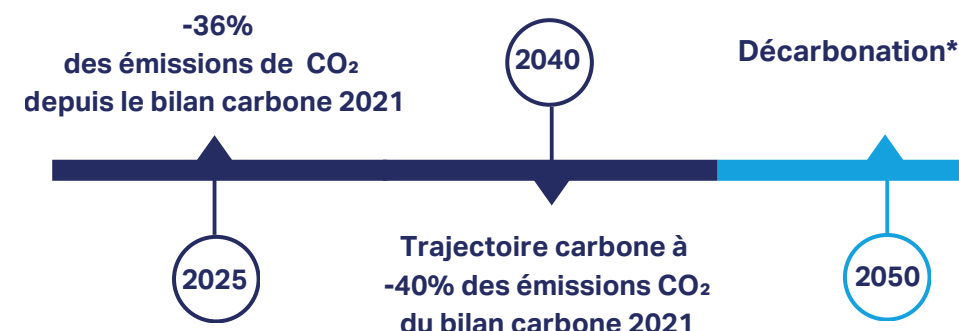 -36%
des émissions de CO₂
depuis le bilan carbone 2021
2025
2040
Trajectoire carbone à
-40% des émissions CO₂
du bilan carbone 2021
Décarbonation*
2050